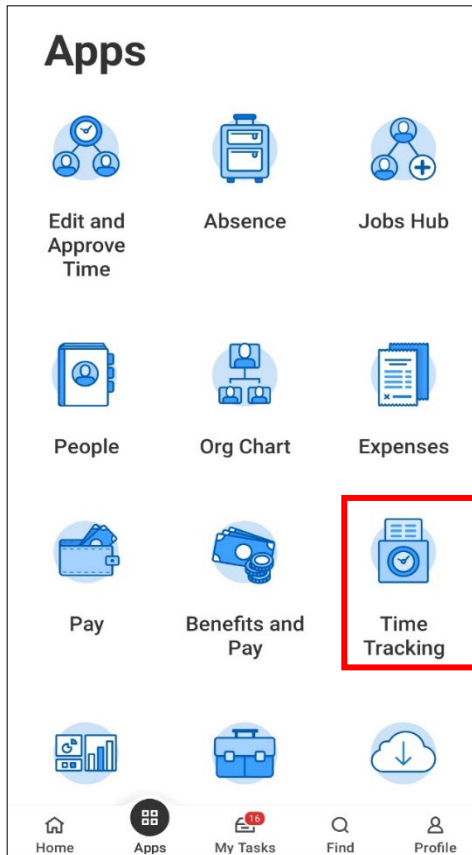 Apps
Edit and
Approve
Time
Absence
Jobs Hub
People
Org Chart
Expenses
Pay
Benefits and
Pay
Time
Tracking
16
Home
Apps
My Tasks
Find
Profile